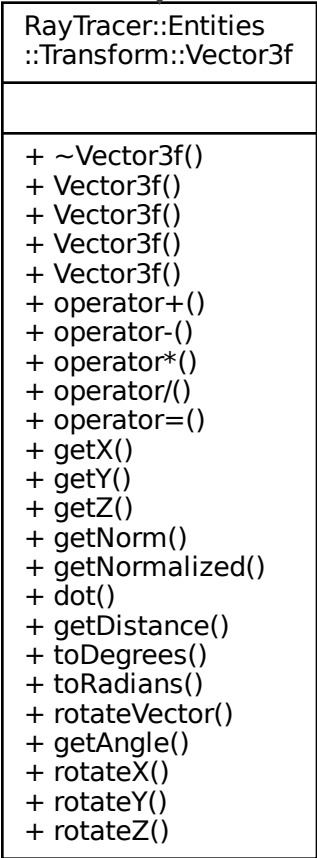 RayTracer::Entities
::Transform::Vector3f
+ ~Vector3f()
+ Vector3f()
+ Vector3f()
+ Vector3f()
+ Vector3f()
+ operator+()
+ operator-()
+ operator*()
+ operator/()
+ operator=()
+ getX()
+ getY()
+ getZ()
+ getNorm()
+ getNormalized()
+ dot()
+ getDistance()
+ toDegrees()
+ toRadians()
+ rotateVector()
+ getAngle()
+ rotateX()
+ rotateY()
+ rotateZ()